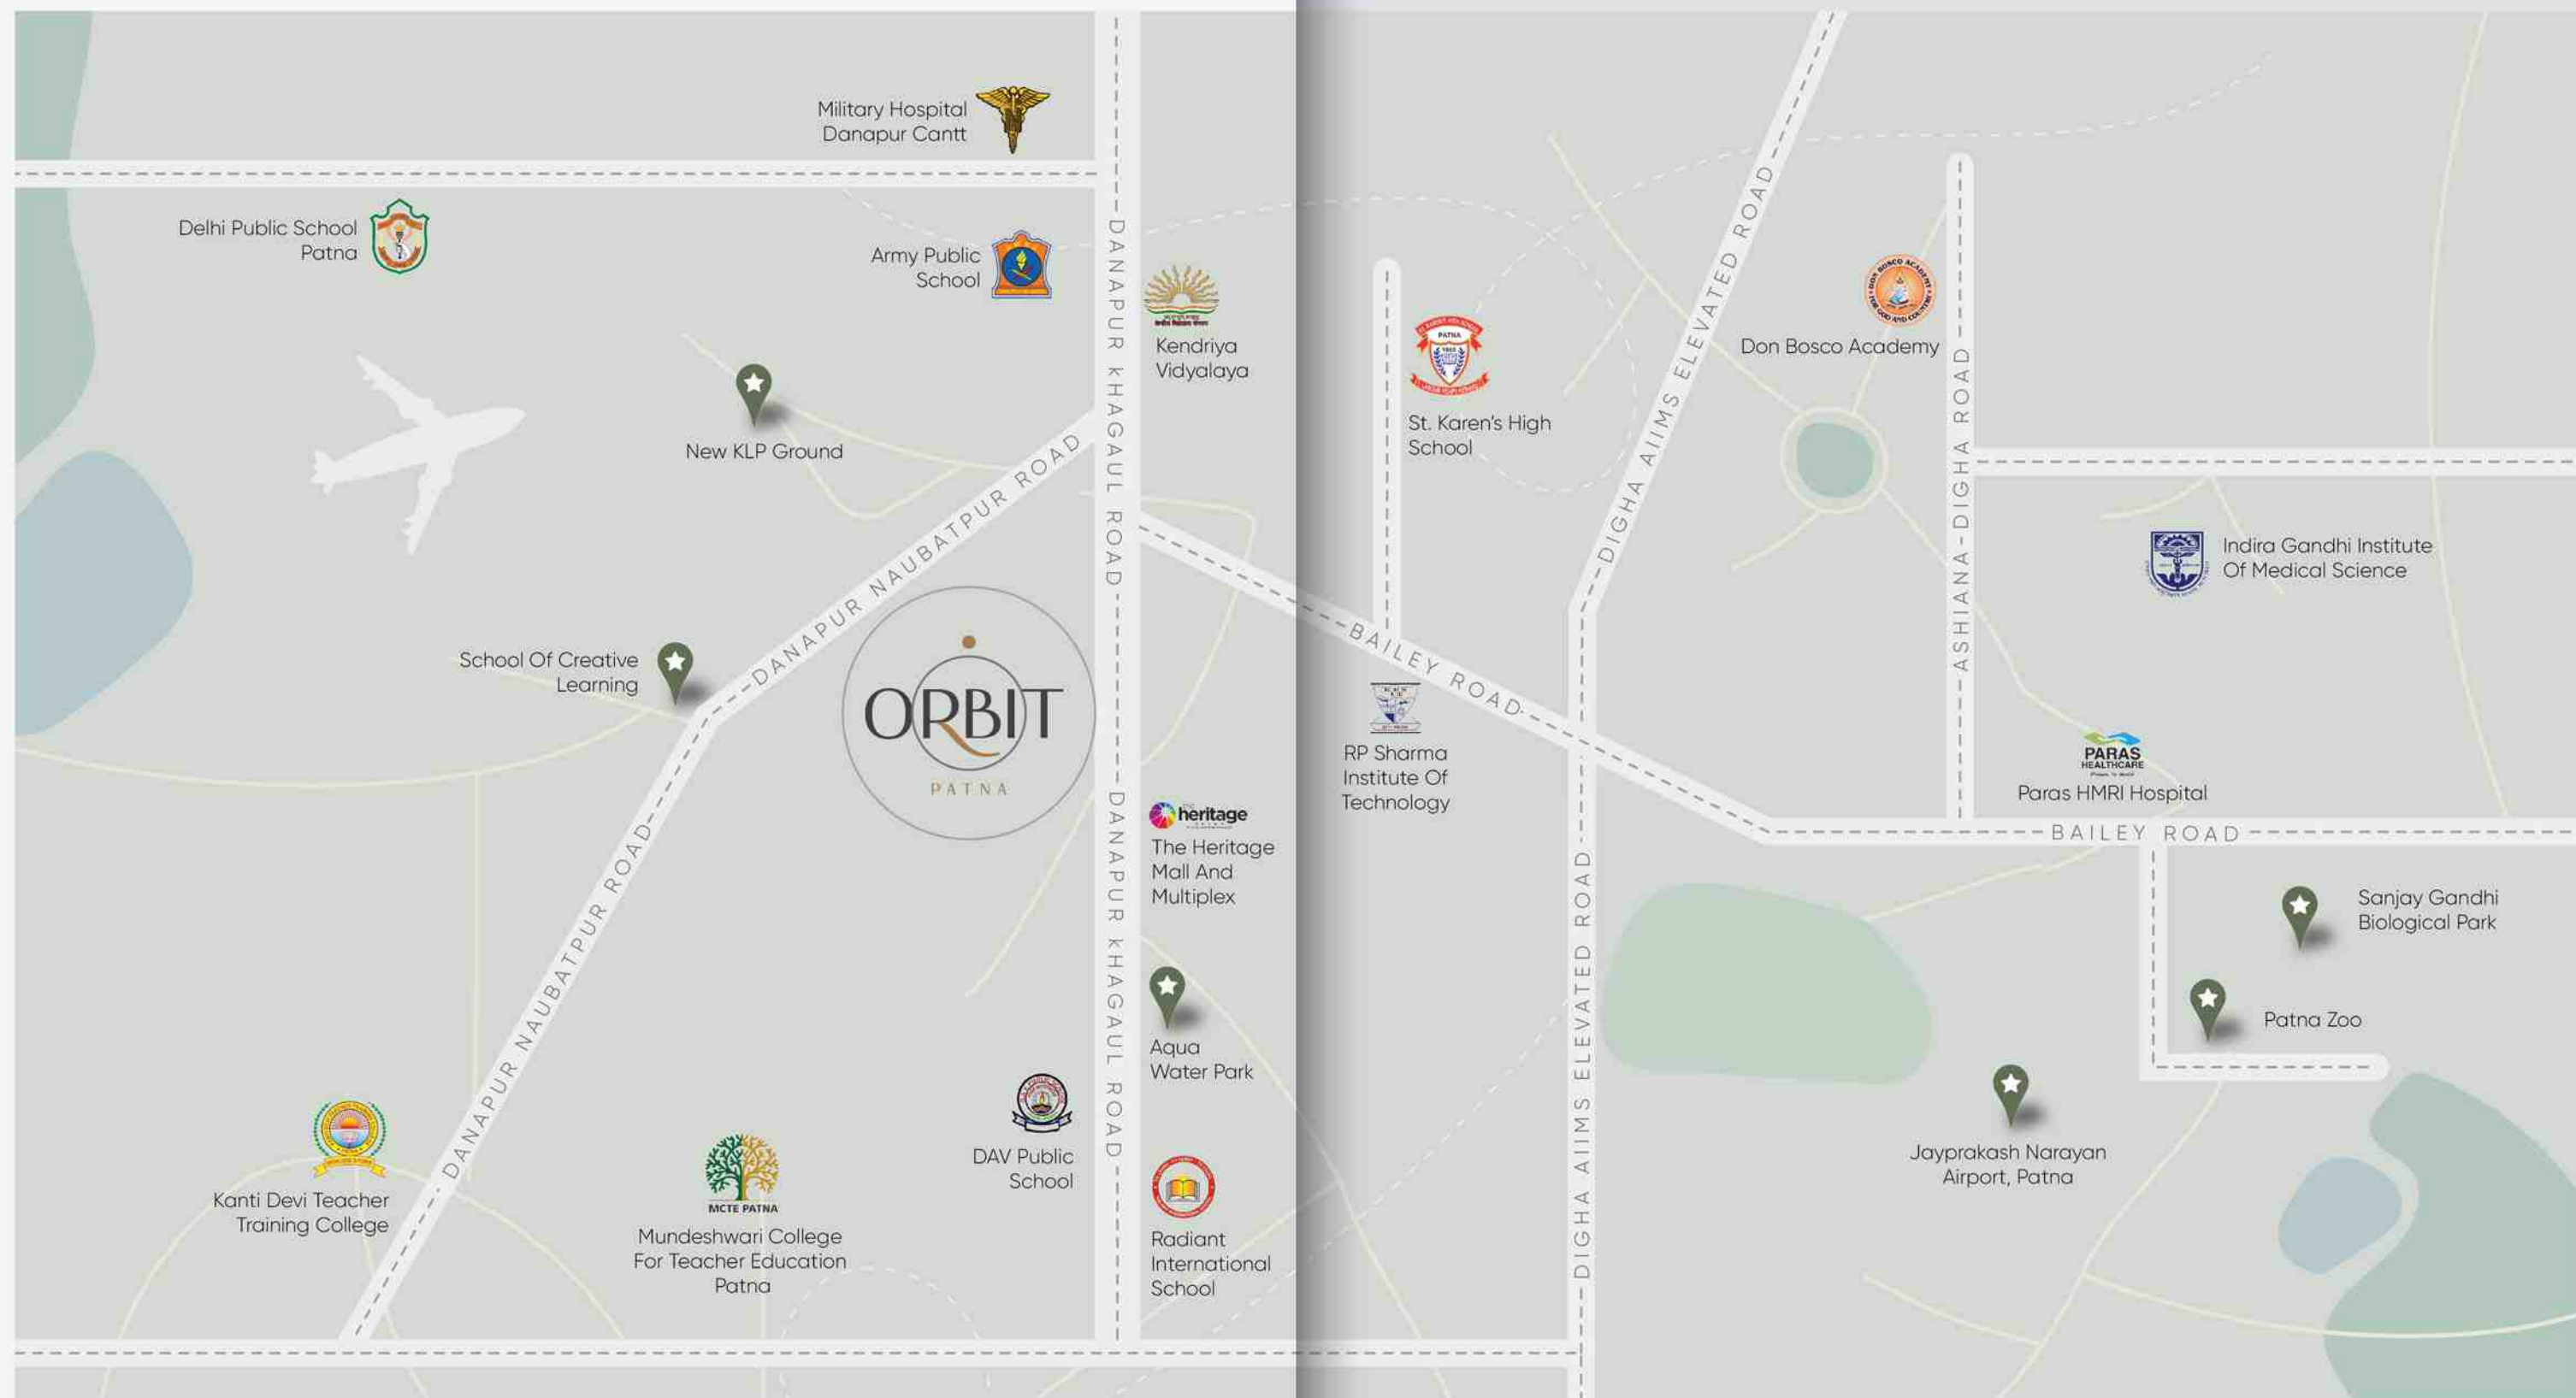 Military Hospital
Danapur Cantt
Delhi Public School
Patna
Army Public
School
DANAPUR KHAGAUL ROAD
Kendriya
Vidyalaya
PATNA
St. Karen's High
School
DIGHA AIIMS ELEVATED ROAD
Don Bosco Academy
ASHIANA-DIGHA ROAD
New KLP Ground
DANAPUR NAUBATPUR ROAD
Indira Gandhi Institute
Of Medical Science
School Of Creative
Learning
ORBIT
PATNA
BAILEY ROAD
RP Sharma
Institute Of
Technology
PARAS
HEALTHCARE
Paras HMRI Hospital
BAILEY ROAD
heritage
The Heritage
Mall And
Multiplex
DANAPUR NAUBATPUR ROAD
DANAPUR KHAGAUL ROAD
DIGHA AIIMS ELEVATED ROAD
Sanjay Gandhi
Biological Park
Patna Zoo
Aqua
Water Park
Jayprakash Narayan
Airport, Patna
Kanti Devi Teacher
Training College
MCTE PATNA
Mundeshwari College
For Teacher Education
Patna
DAV Public
School
Radiant
International
School